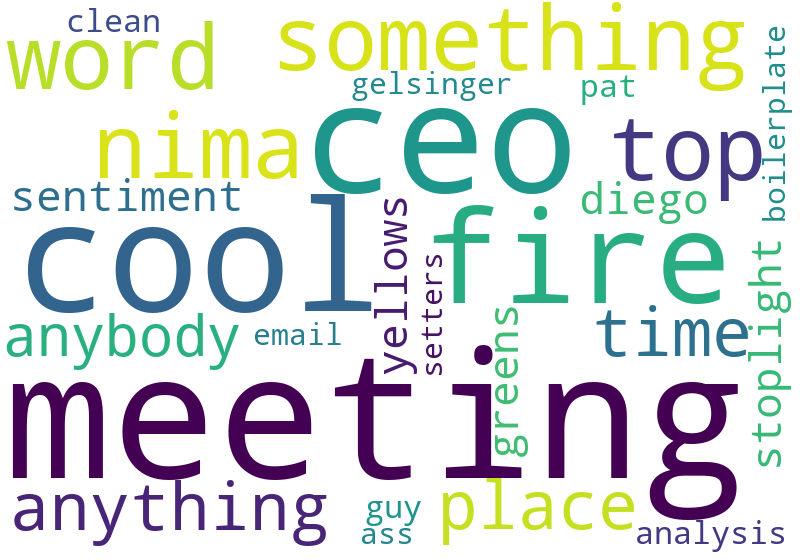 clean
word
something
gelsinger
pat
boilerplate
nima
ceo
top
sentiment
diego
cool
yellows
setters
fire
anybody
email
greens
time
stoplight
meeting
anything
guy
ass
place
analysis